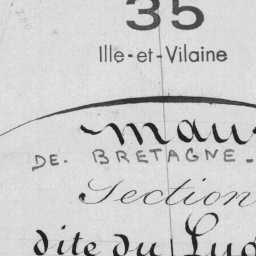 35
Ille-et-Vilaine
DE. BRETAGNE.
Section
dite du